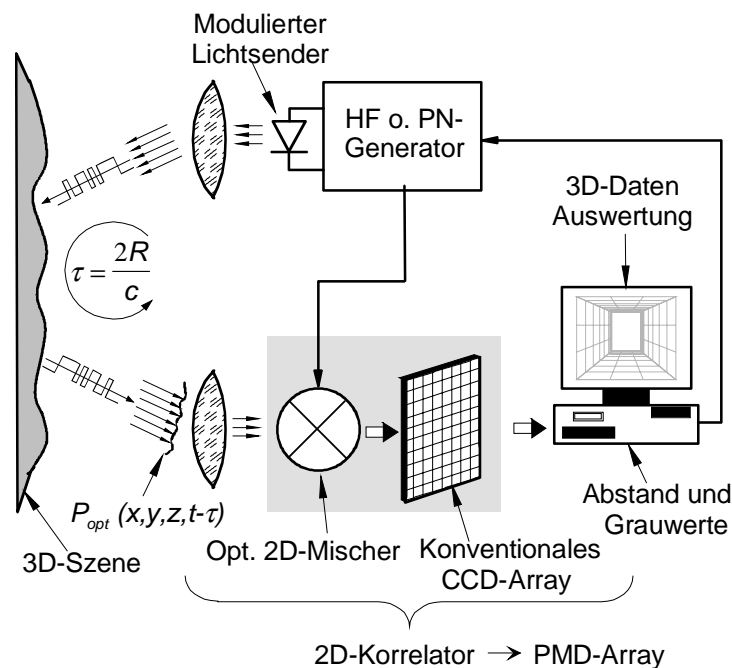 Modulierter
Lichtsender
HF o. PN-
Generator
3D-Daten
Auswertung
τ = 2R
c
P opt (x,y,z,t-τ)
3D-Szene
Opt. 2D-Mischer
Konventionales
CCD-Array
Abstand und
Grauwerte
2D-Korrelator → PMD-Array